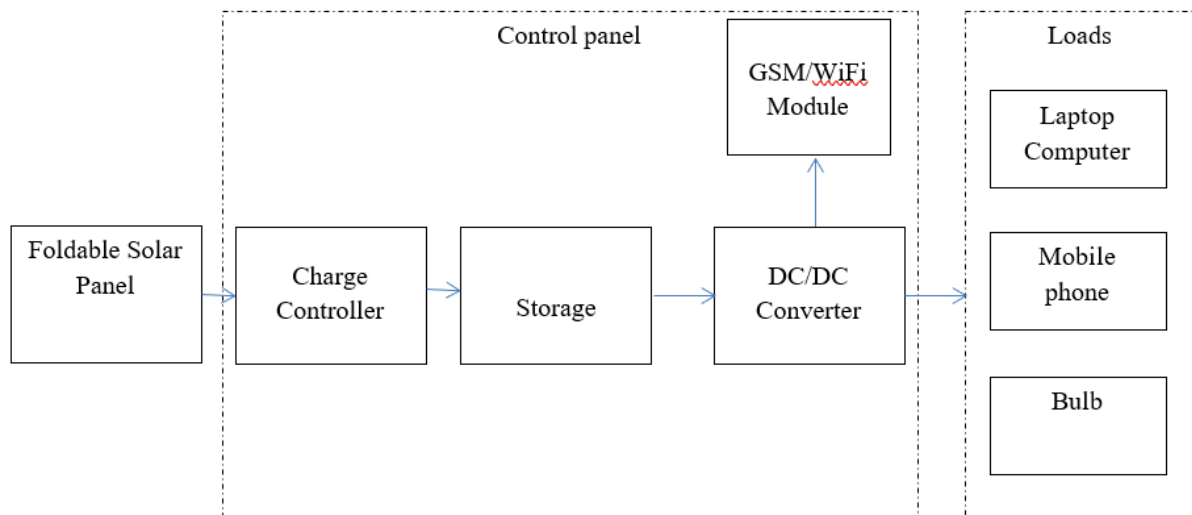 Control panel
Loads
GSM/WiFi
Module
Laptop
Computer
Foldable Solar
Panel
Charge
Controller
Storage
DC/DC
Converter
Mobile
phone
Bulb